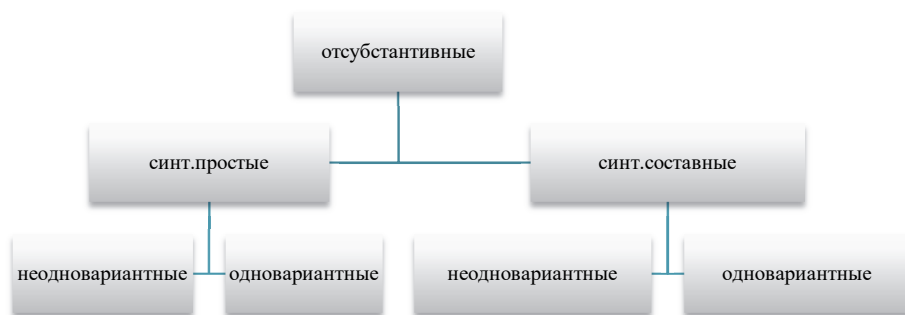 отсубстантивные
синт.простые
синт.составные
неодновариантные
одновариантные
неодновариантные
одновариантные